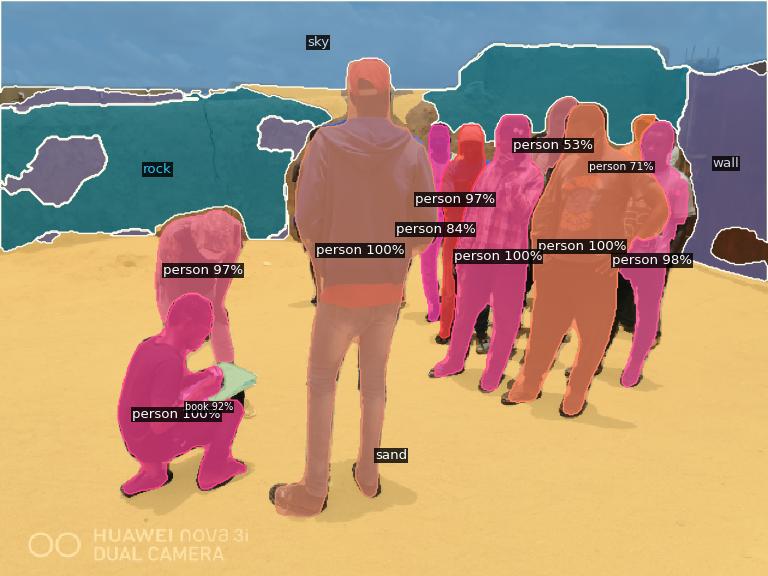 sky
person 53%
rock
person 71%
wall
person 97%
person 84%
person 100%
person 100%
person 100%
person 98%
person 97%
book 92%
person 100%
sand
HUAWEI nova 3i
DUAL CAMERA